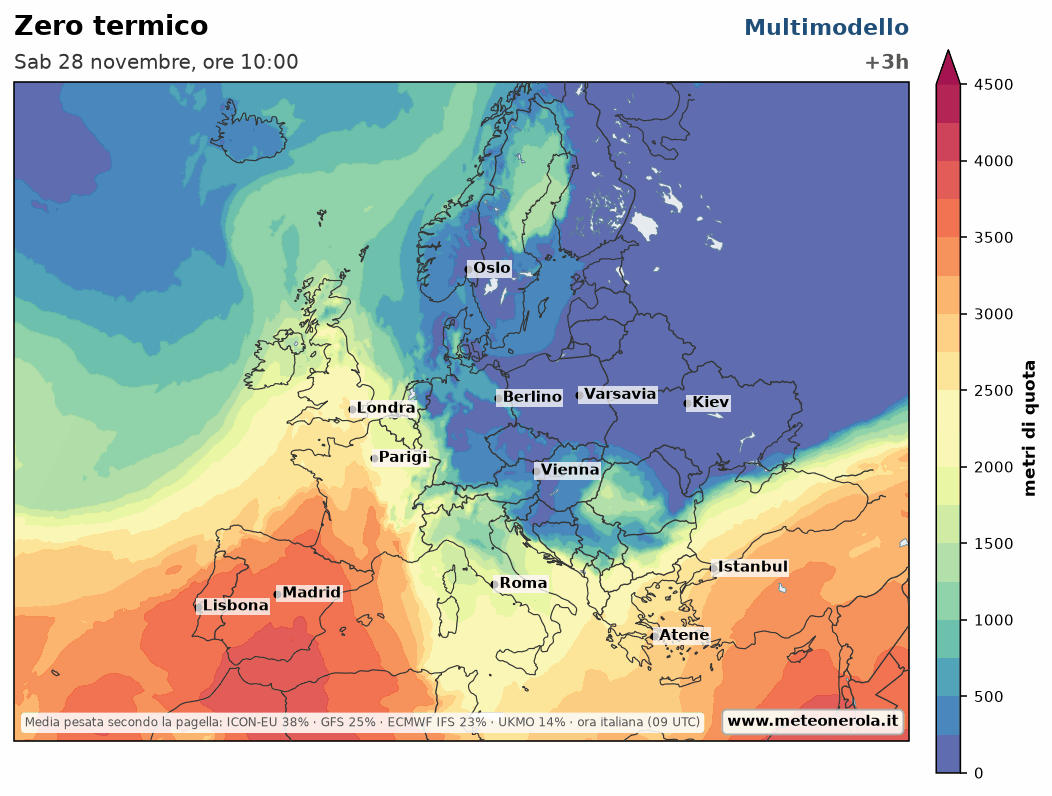 Zero termico
Multimodello
Sab 28 novembre, ore 10:00
+3h
4500
4000
3500
3000
2500
2000
1500
1000
500
0
metri di quota
Oslo
Berlino
Varsavia
Kiev
Londra
Parigi
Vienna
Istanbul
Roma
Madrid
Lisbona
Atene
Media pesata secondo la pagella: ICON-EU 38% · GFS 25% · ECMWF IFS 23% · UKMO 14% · ora italiana (09 UTC)
www.meteonerola.it